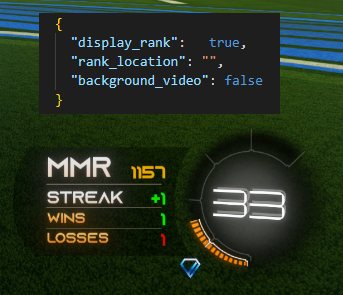 {
"display_rank": true,
"rank_location": "",
"background_video": false
}
MMR 1157
STREAK +1
WINS 1
LOSSES 1
33